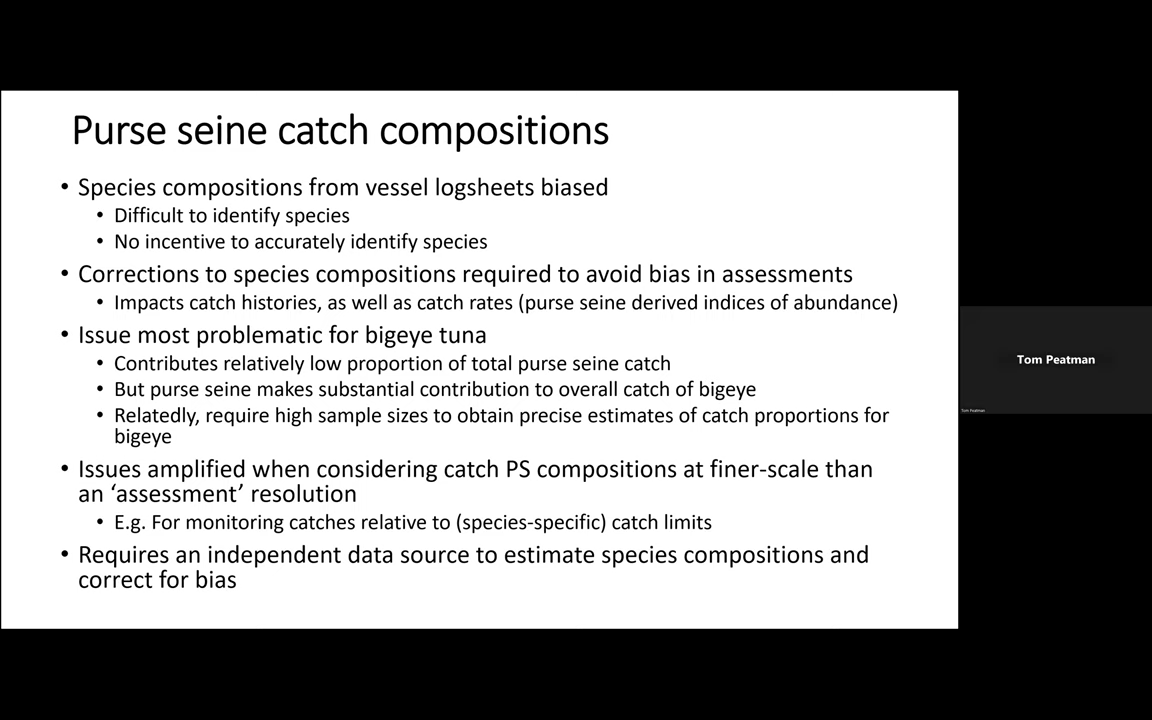 Purse seine catch compositions
• Species compositions from vessel logsheets biased
• Difficult to identify species
• No incentive to accurately identify species
• Corrections to species compositions required to avoid bias in assessments
• Impacts catch histories, as well as catch rates (purse seine derived indices of abundance)
• Issue most problematic for bigeye tuna
• Contributes relatively low proportion of total purse seine catch
• But purse seine makes substantial contribution to overall catch of bigeye
• Relatedly, require high sample sizes to obtain precise estimates of catch proportions for
bigeye
• Issues amplified when considering catch PS compositions at finer-scale than
an ‘assessment’ resolution
• E.g. For monitoring catches relative to (species-specific) catch limits
• Requires an independent data source to estimate species compositions and
correct for bias
Tom Peatman
Tom Peatman